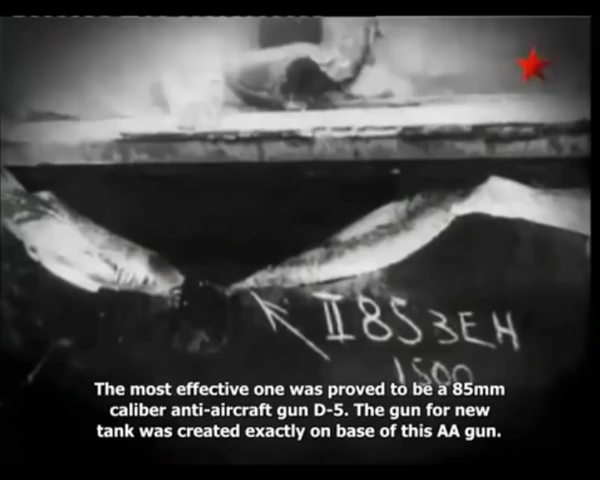 II 85 ЗЕН
1500
The most effective one was proved to be a 85mm
caliber anti-aircraft gun D-5. The gun for new
tank was created exactly on base of this AA gun.